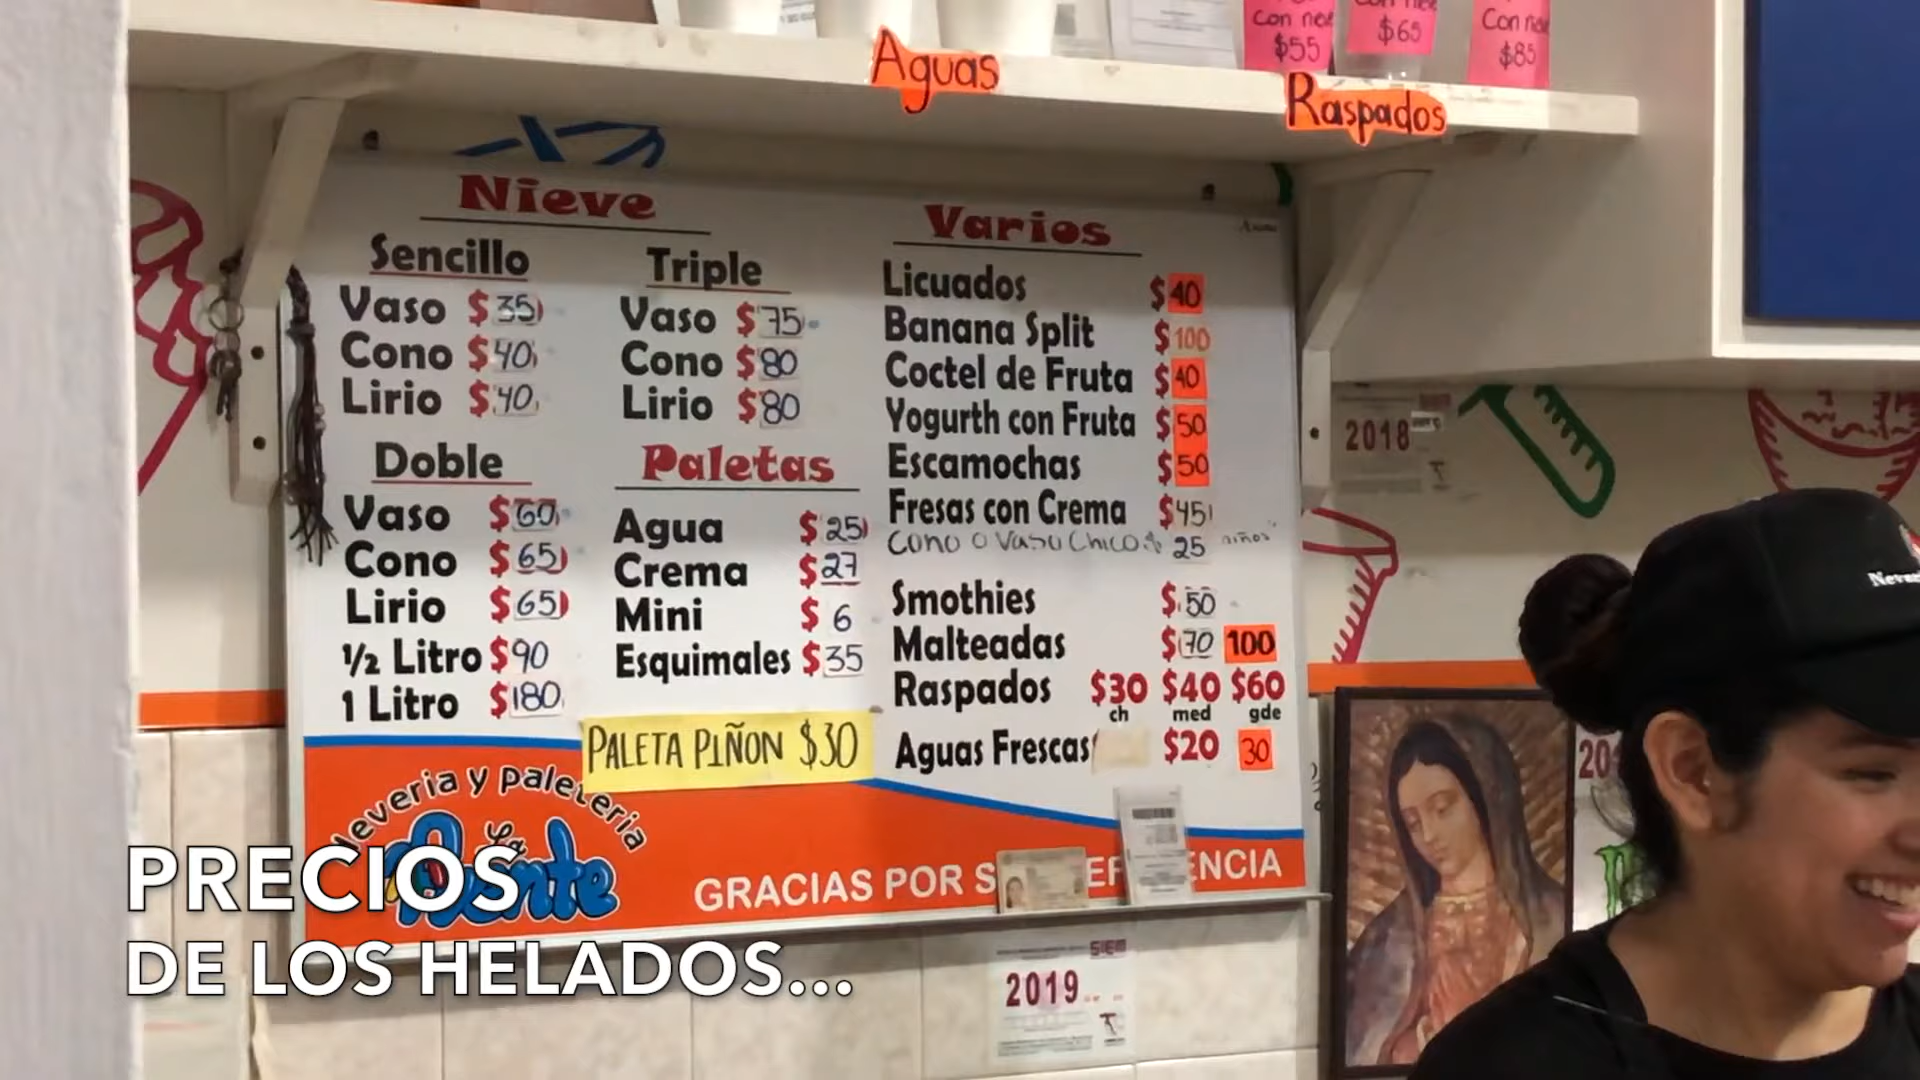 Con nieve
$55
$65
Con nieve
$85
Aguas
Raspados
Nieve
Sencillo
Vaso $35
Cono $40
Lirio $40
Doble
Vaso $60
Cono $65
Lirio $65
1/2 Litro $90
1 Litro $180
Triple
Vaso $75
Cono $80
Lirio $80
Paletas
Agua $25
Crema $27
Mini $6
Esquimales $35
PALETA PIÑON $30
Varios
Licuados $40
Banana Split $100
Coctel de Fruta $40
Yogurth con Fruta $50
Escamochas $50
Fresas con Crema $45
Cono o Vaso Chico $25 niños
Smothies $50
Malteadas $70 100
Raspados $30 $40 $60
ch med gde
Aguas Frescas $20 30
Neveria y paleteria
La
GRACIAS POR S
ENCIA
2018
2019
SIEM
PRECIOS
DE LOS HELADOS...